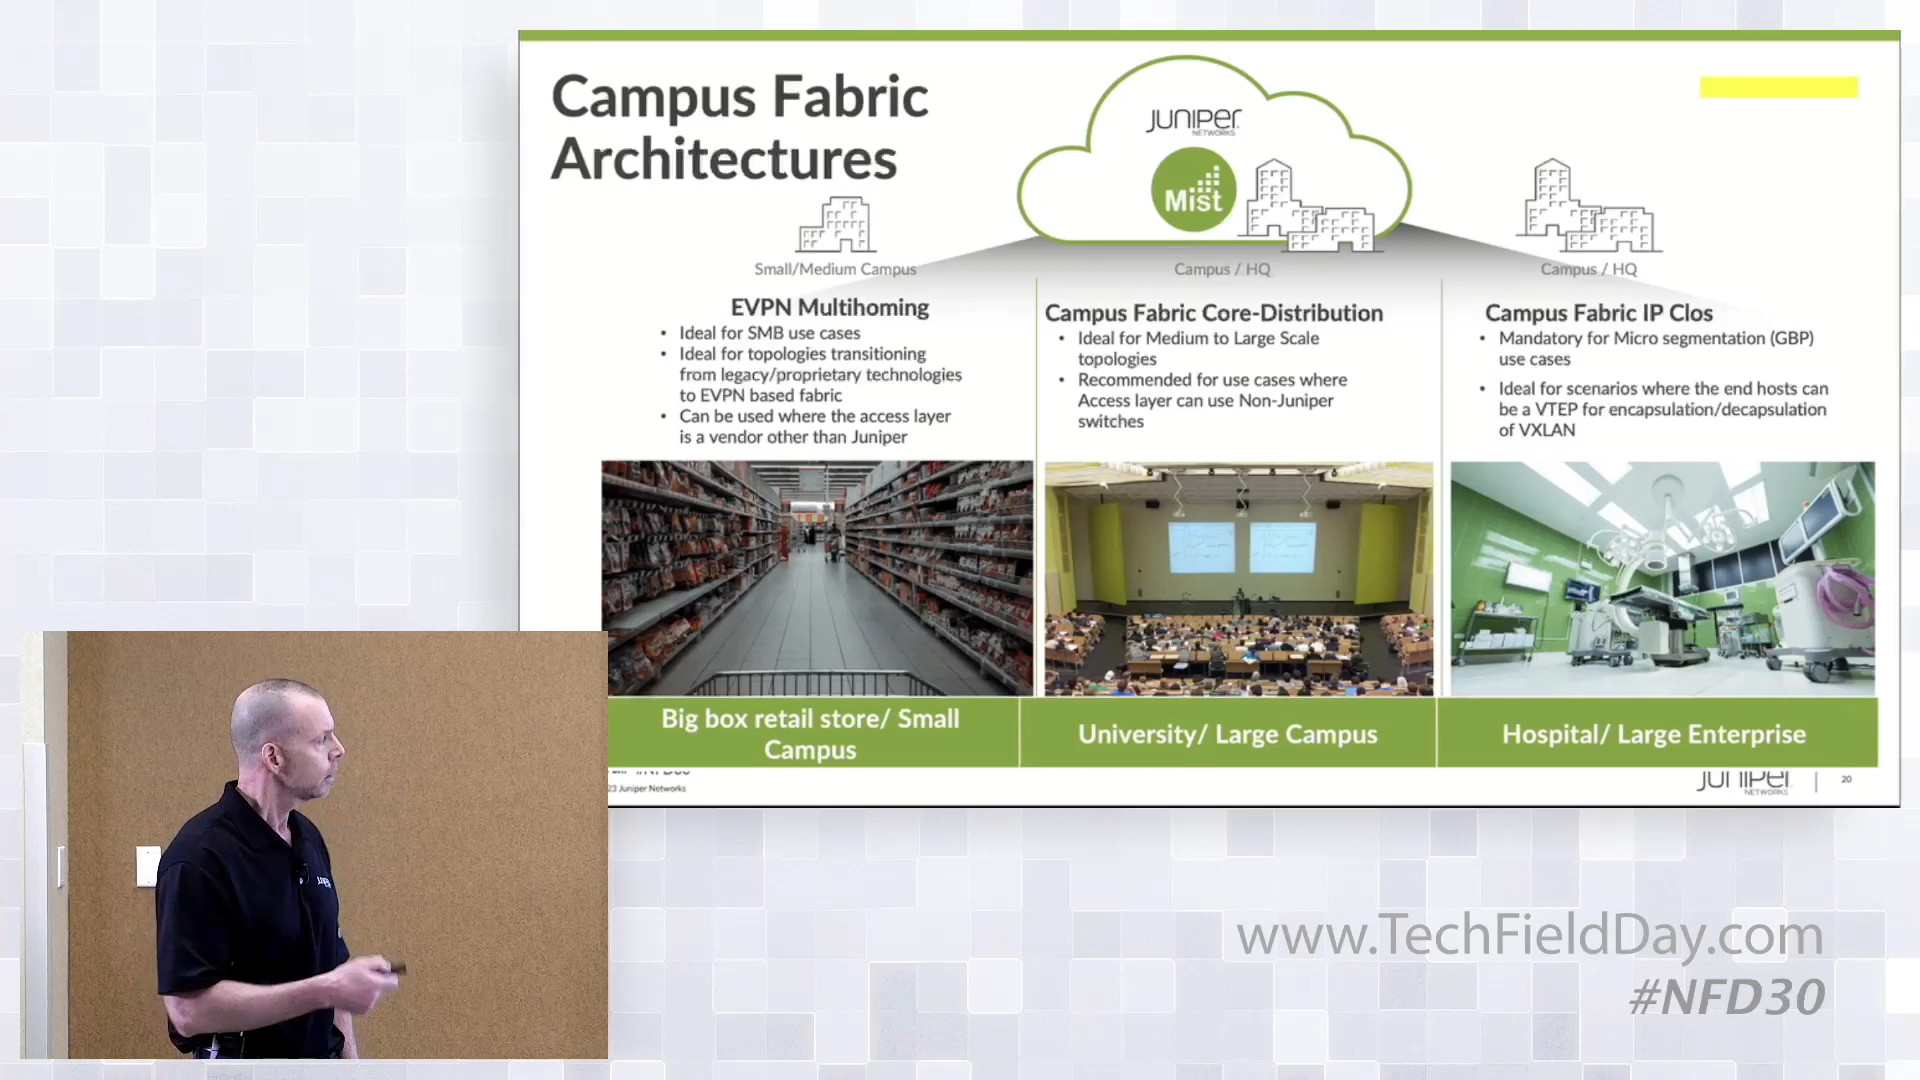 Campus Fabric
Architectures
JUNIPEr
NETWORKS
Mist
Small/Medium Campus
Campus / HQ
Campus / HQ
EVPN Multihoming
• Ideal for SMB use cases
• Ideal for topologies transitioning
from legacy/proprietary technologies
to EVPN based fabric
• Can be used where the access layer
is a vendor other than Juniper
Campus Fabric Core-Distribution
• Ideal for Medium to Large Scale
topologies
• Recommended for use cases where
Access layer can use Non-Juniper
switches
Campus Fabric IP Clos
• Mandatory for Micro segmentation (GBP)
use cases
• Ideal for scenarios where the end hosts can
be a VTEP for encapsulation/decapsulation
of VXLAN
Big box retail store/ Small
Campus
University/ Large Campus
Hospital/ Large Enterprise
23 Juniper Networks
JUNIPEr
NETWORKS
20
www.TechFieldDay.com
#NFD30